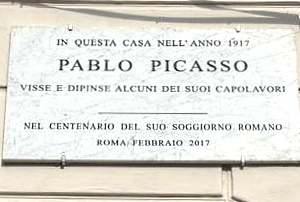 IN QUESTA CASA NELL'ANNO 1917
PABLO PICASSO
VISSE E DIPINSE ALCUNI DEI SUOI CAPOLAVORI
NEL CENTENARIO DEL SUO SOGGIORNO ROMANO
ROMA FEBBRAIO 2017